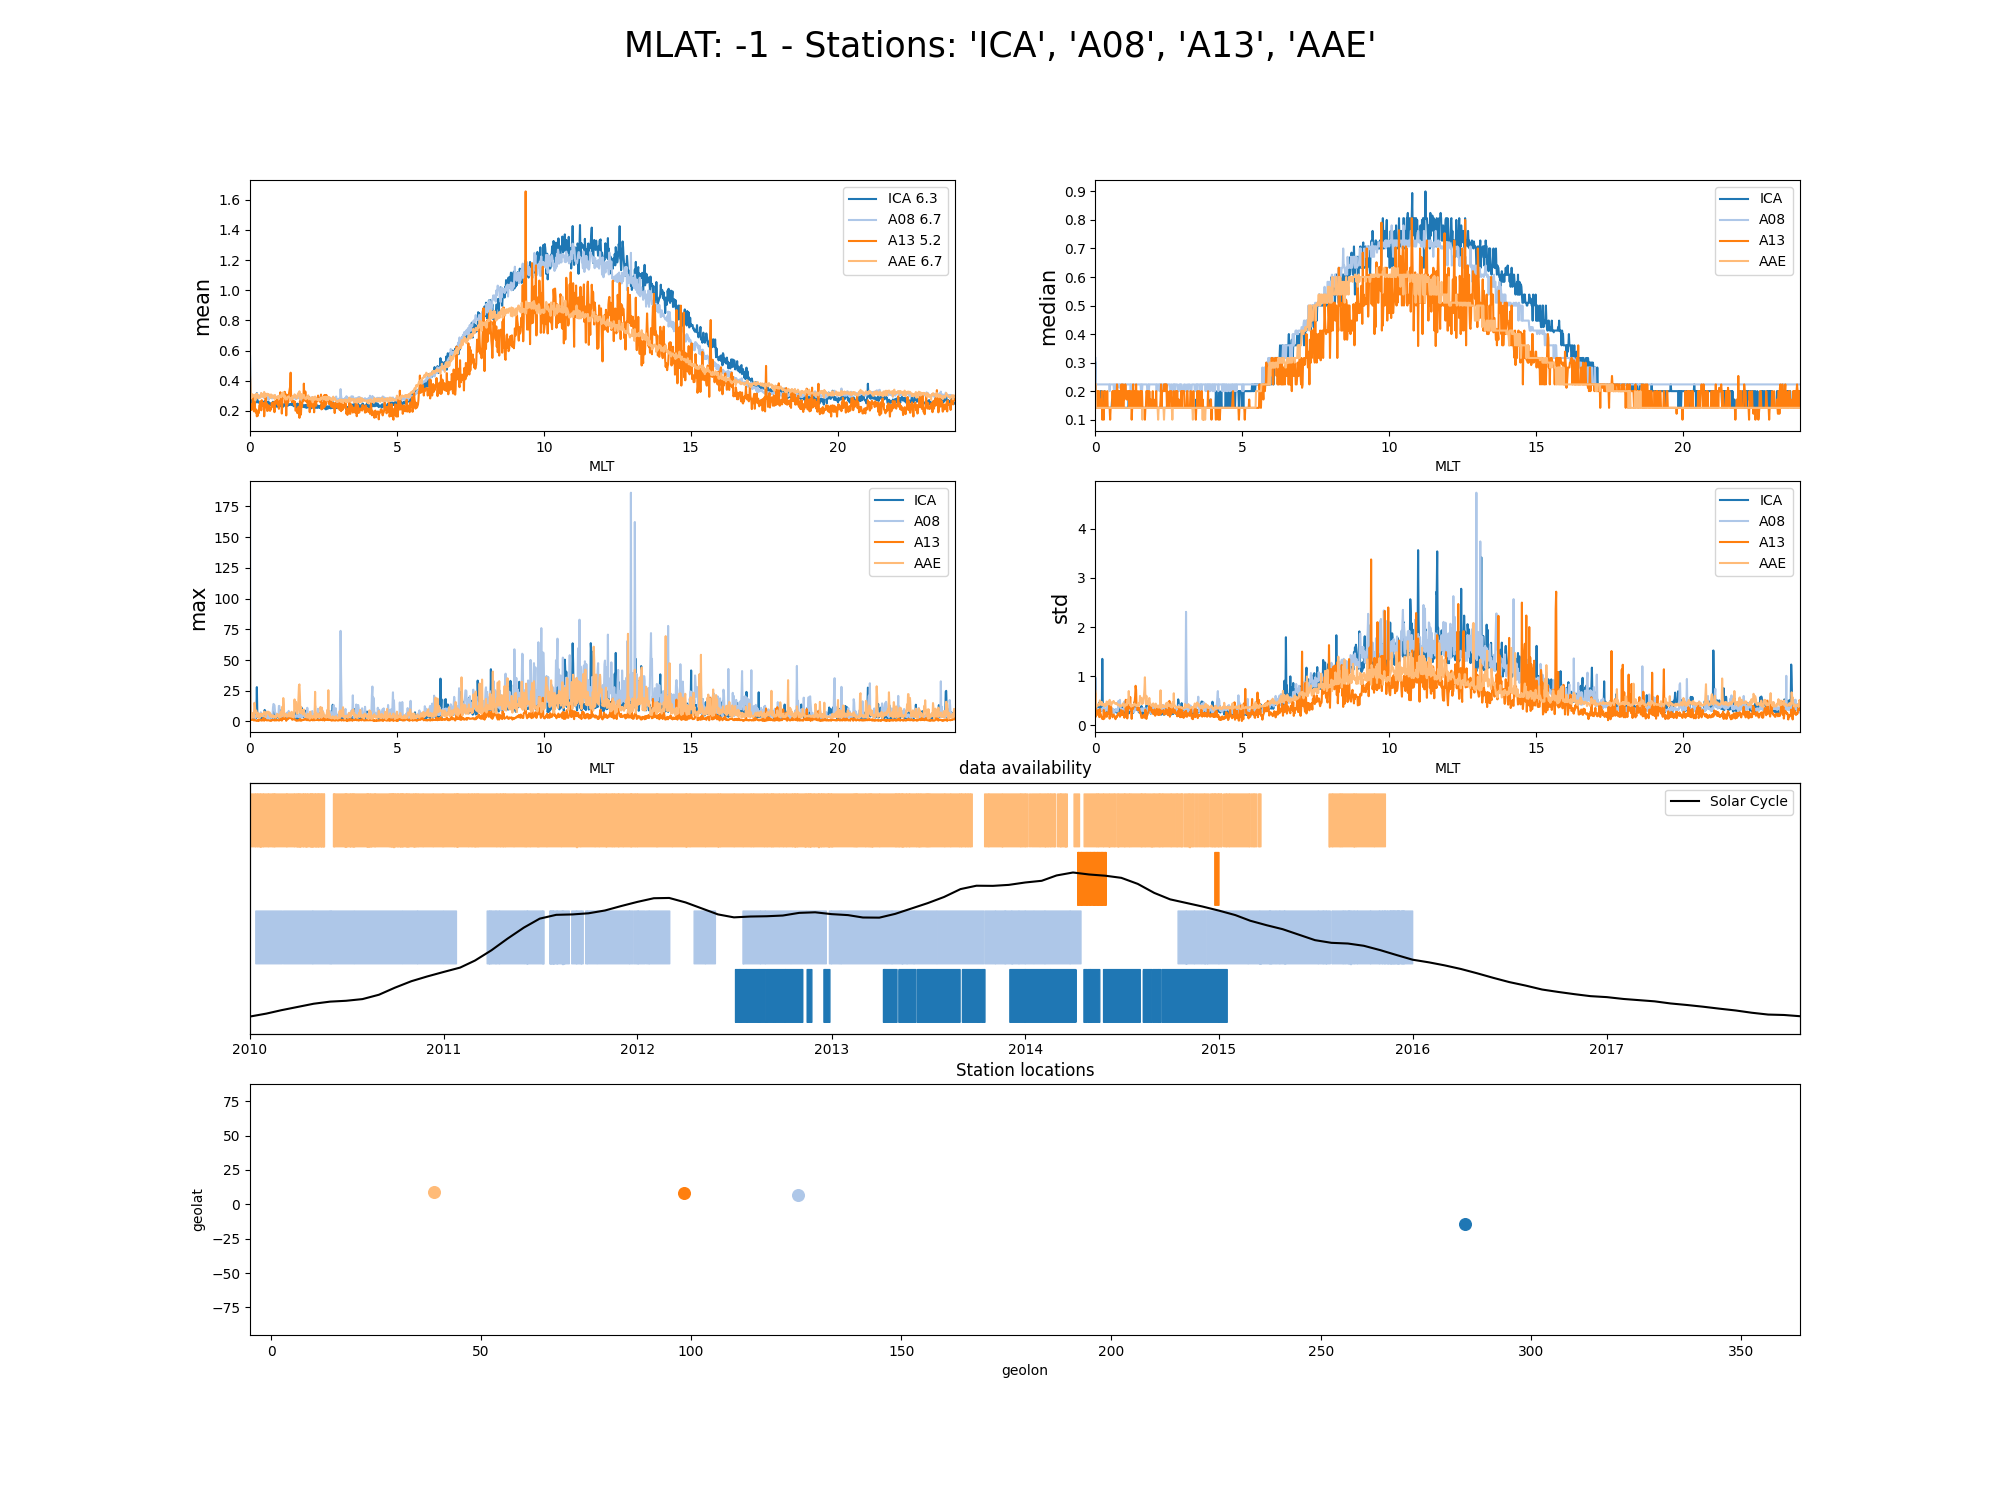 MLAT: -1 - Stations: 'ICA', 'A08', 'A13', 'AAE'
mean
1.6
1.4
1.2
1.0
0.8
0.6
0.4
0.2
0 5 10 15 20
MLT
ICA 6.3
A08 6.7
A13 5.2
AAE 6.7
median
0.9
0.8
0.7
0.6
0.5
0.4
0.3
0.2
0.1
0 5 10 15 20
MLT
ICA
A08
A13
AAE
max
175
150
125
100
75
50
25
0
0 5 10 15 20
MLT
ICA
A08
A13
AAE
std
4
3
2
1
0
0 5 10 15 20
MLT
ICA
A08
A13
AAE
data availability
Solar Cycle
2010 2011 2012 2013 2014 2015 2016 2017
Station locations
geolat
75
50
25
0
−25
−50
−75
0 50 100 150 200 250 300 350
geolon